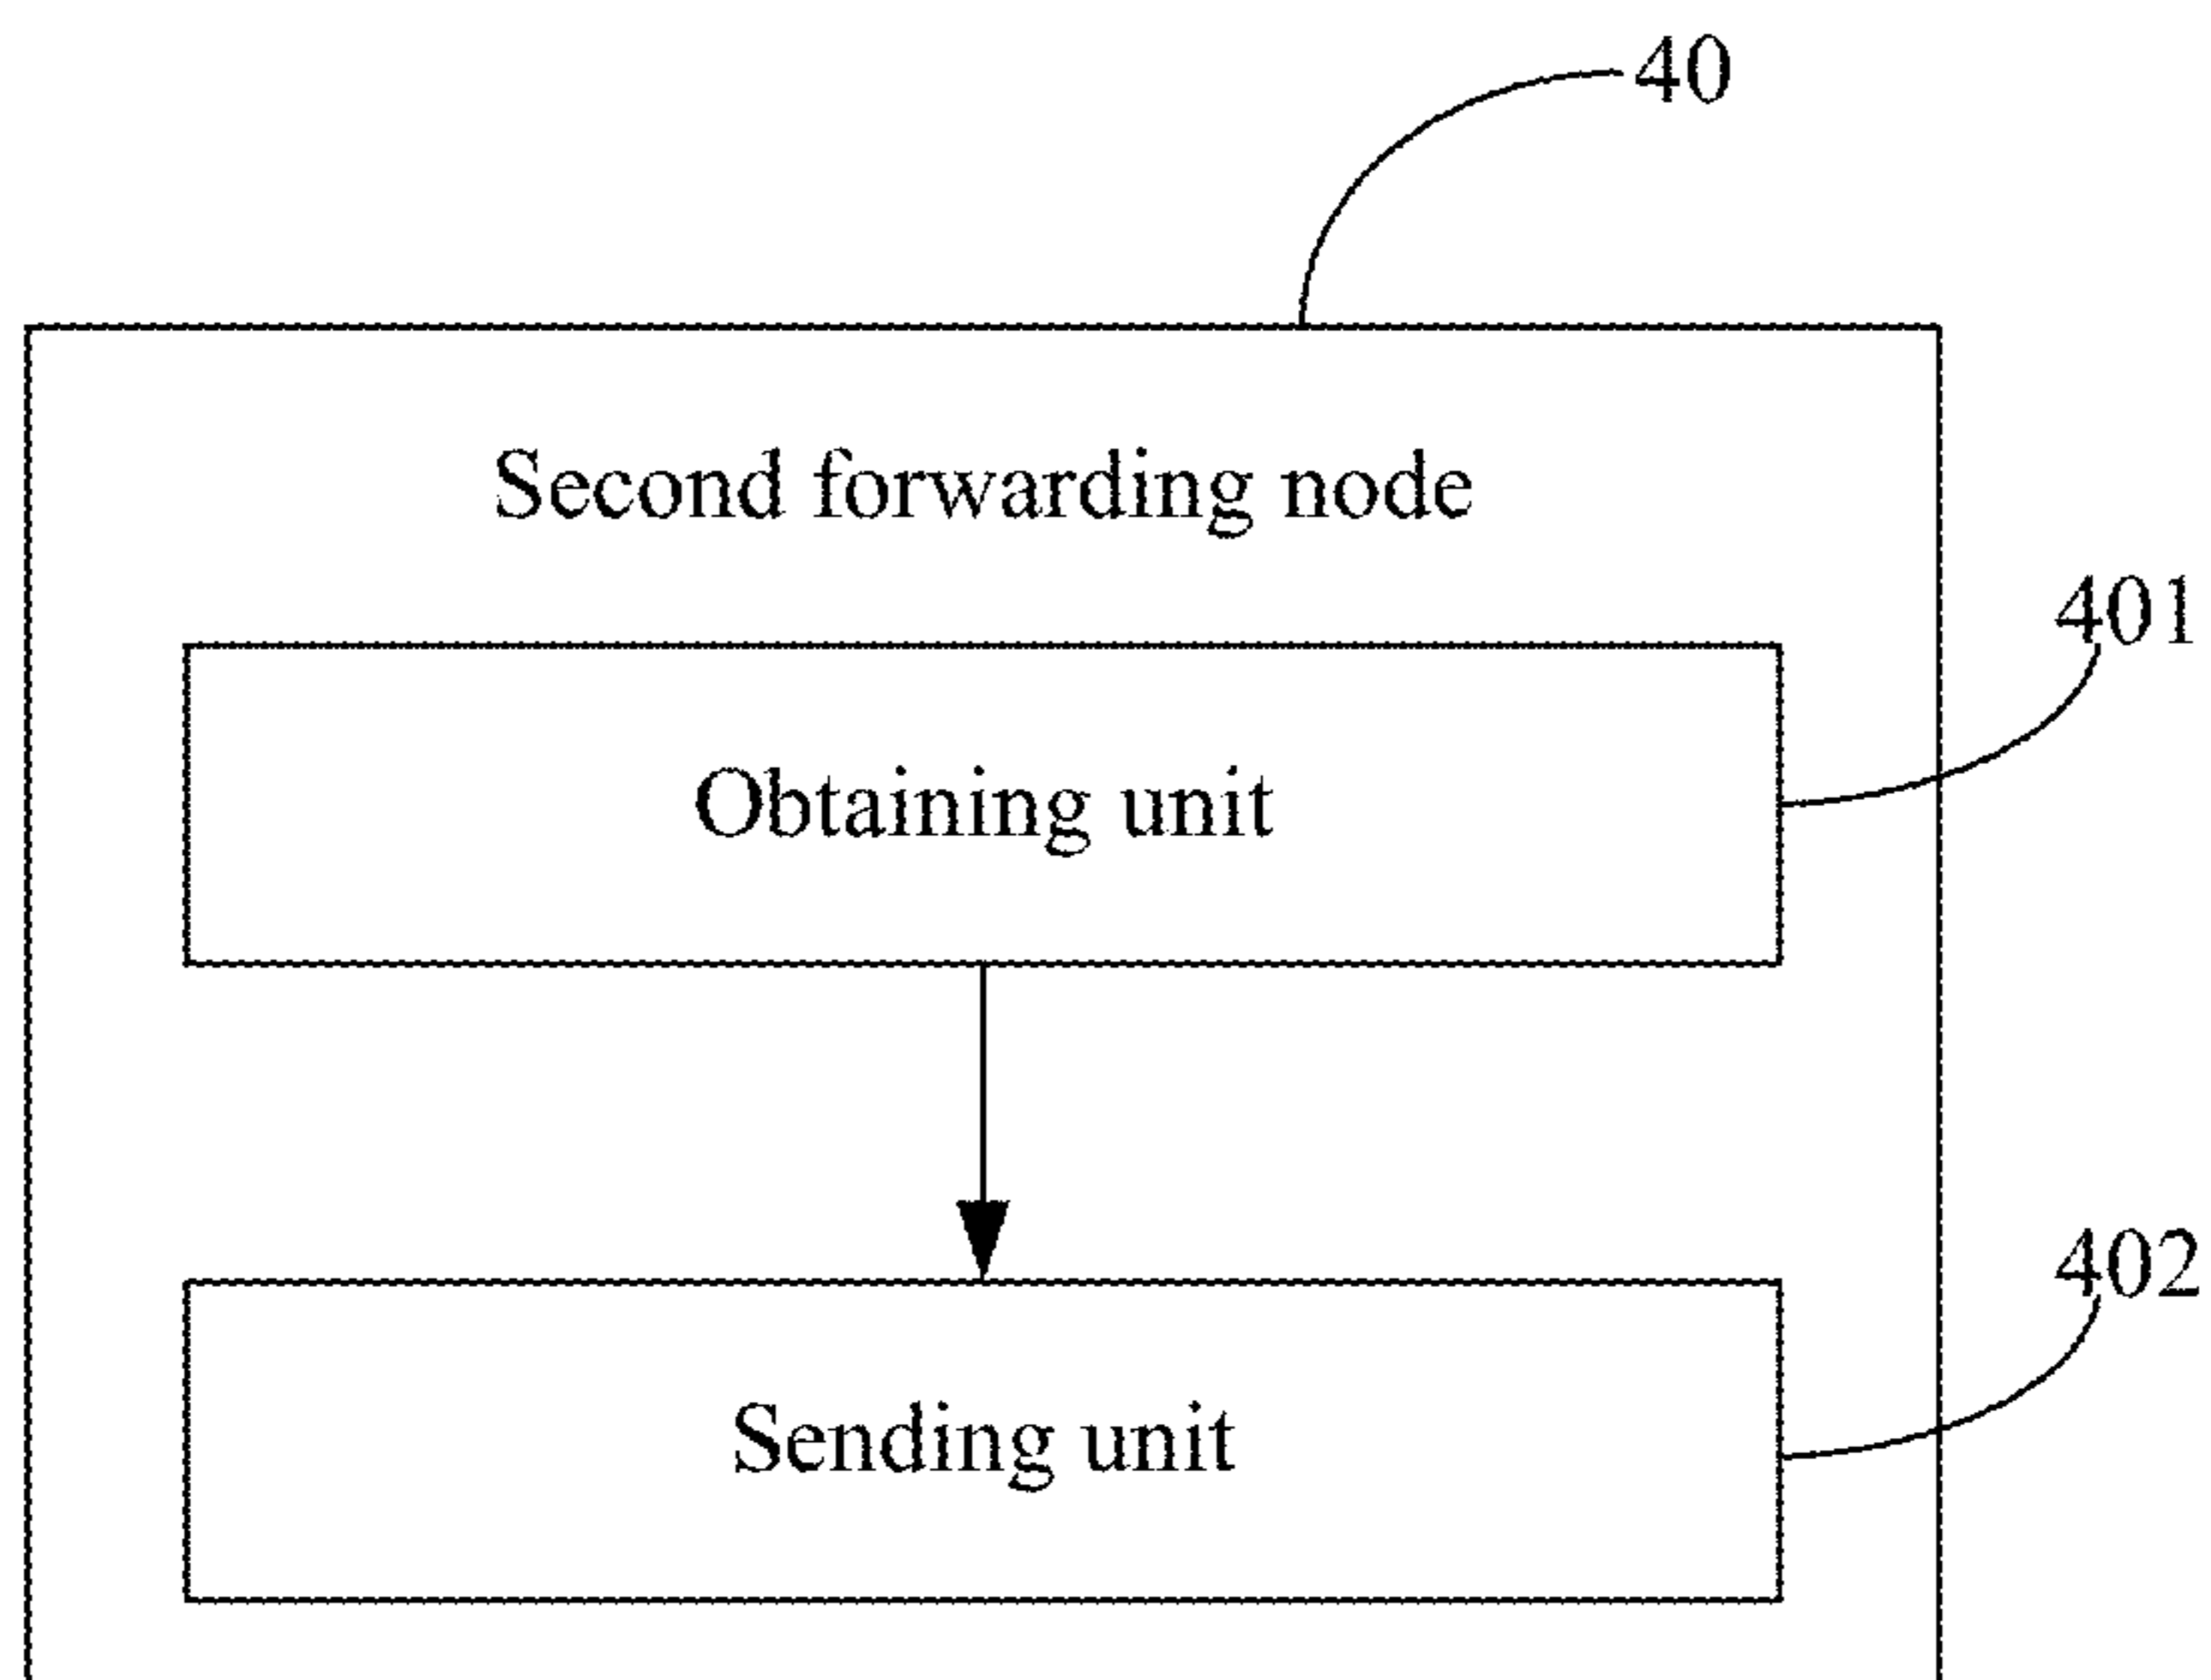 40
Second forwarding node
401
Obtaining unit
402
Sending unit